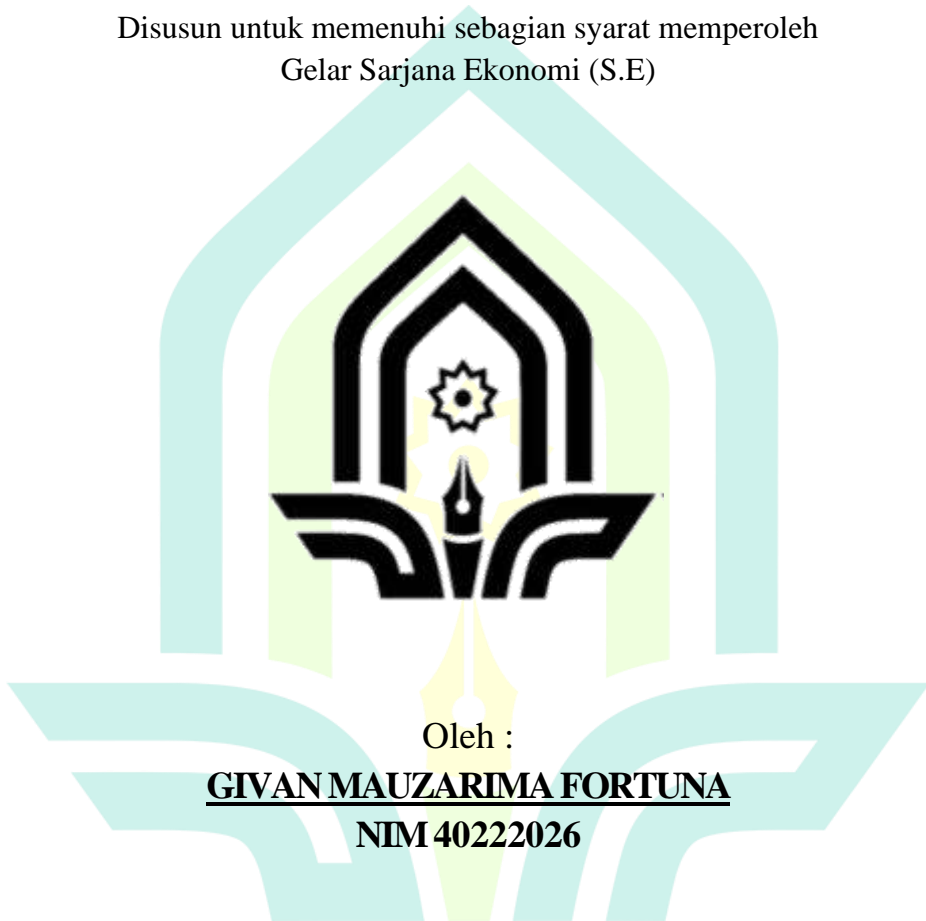 Disusun untuk memenuhi sebagian syarat memperoleh
Gelar Sarjana Ekonomi (S.E)
Oleh :
GIVAN MAUZARIMA FORTUNA
NIM 40222026